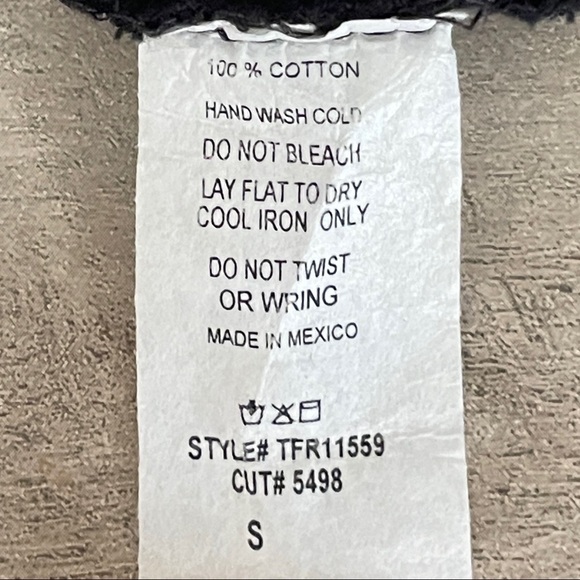 100 % COTTON
HAND WASH COLD
DO NOT BLEACH
LAY FLAT TO DRY
COOL IRON ONLY
DO NOT TWIST
OR WRING
MADE IN MEXICO
STYLE# TFR11559
CUT# 5498
S